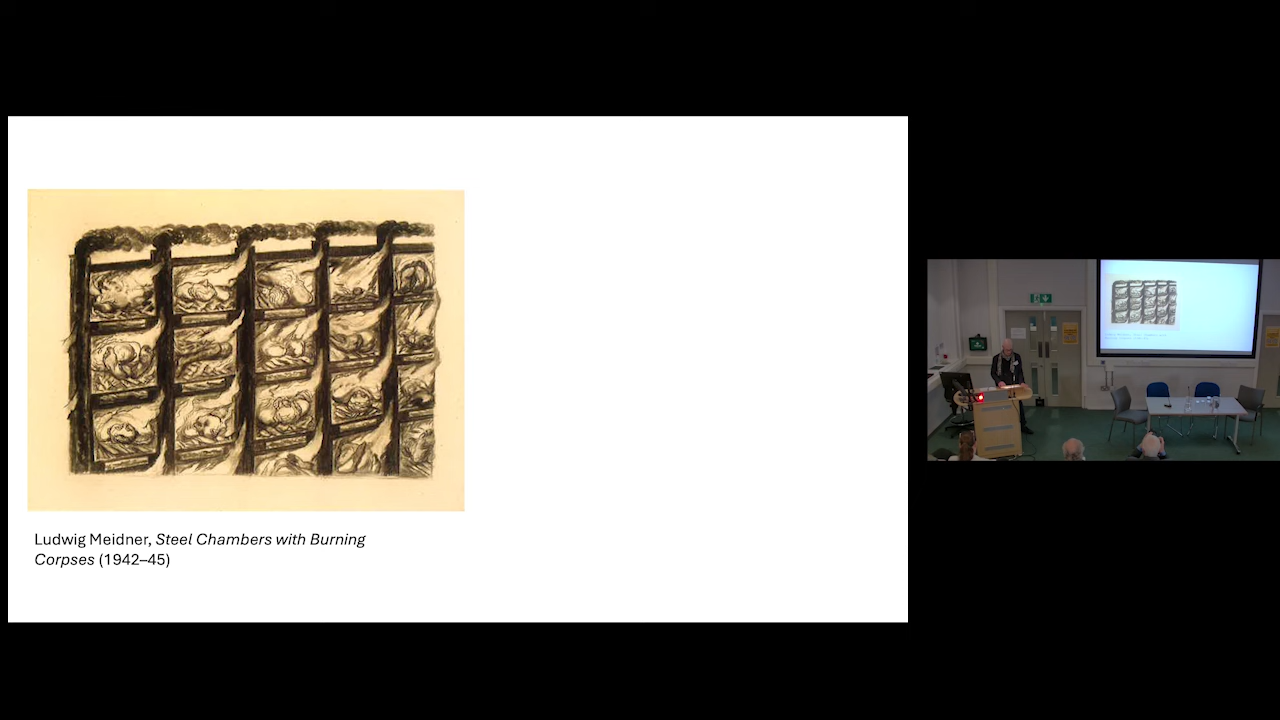 Ludwig Meidner, Steel Chambers with Burning
Corpses (1942–45)